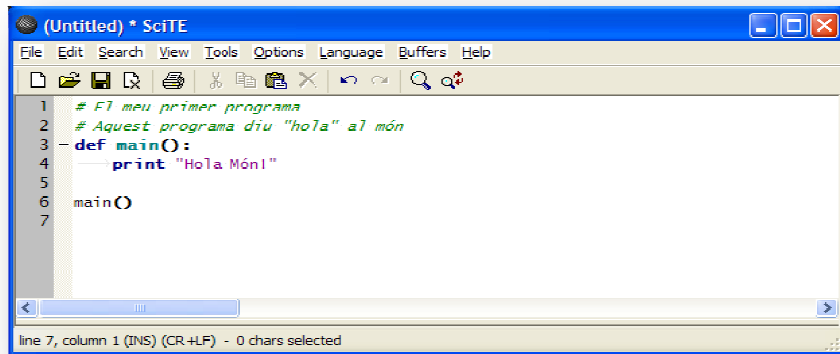 (Untitled) * SciTE
File Edit Search View Tools Options Language Buffers Help
1 # El meu primer programa
2 # Aquest programa diu "hola" al món
3 def main():
4 print "Hola Món!"
5
6 main()
7
line 7, column 1 (INS) (CR+LF) - 0 chars selected